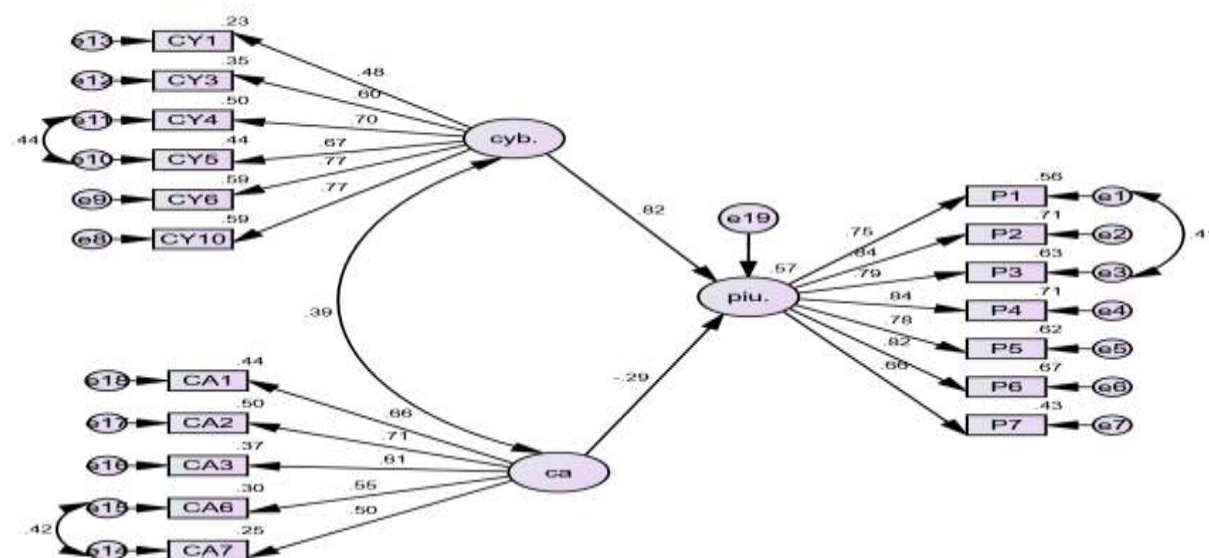 .23
e13 CY1
.35
.48
e12 CY3
.60
.50
e11 CY4
.70
.44
.44
.67
e10 CY5
.77
.59
e9 CY6
.77
.59
e8 CY10
cyb.
.82
e19
.57
piu.
.39
-.29
.56
P1 e1
.75
.71
P2 e2
.84
.63
P3 e3
.79
.71
P4 e4
.84
.62
.78
P5 e5
.82
.67
P6 e6
.66
.43
P7 e7
.44
e18 CA1
.66
.50
e17 CA2
.71
.37
e16 CA3
ca
.30
.55
e15 CA6
.50
.42
.25
e14 CA7